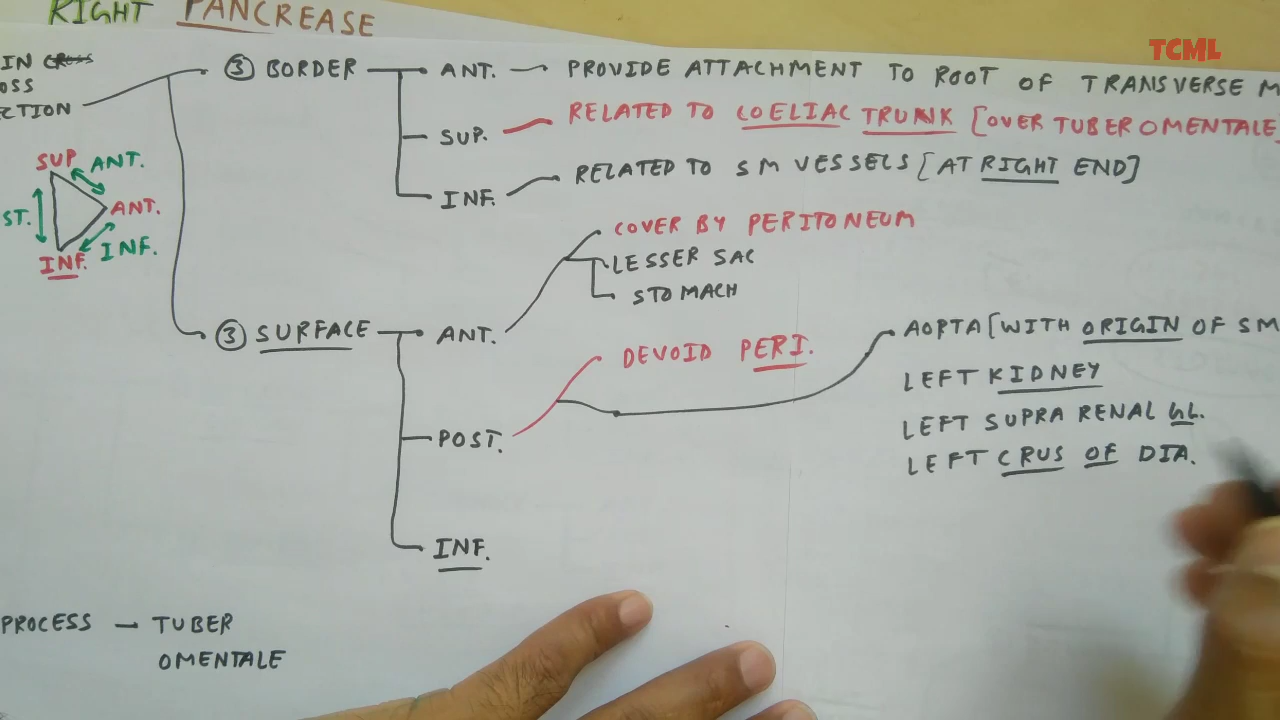 RIGHT PANCREASE
TCML
IN CROSS
OSS
CTION
③ BORDER
ANT. PROVIDE ATTACHMENT TO ROOT OF TRANSVERSE M
SUP. RELATED TO COELIAC TRUNK [OVER TUBER OMENTALE]
INF. RELATED TO SM VESSELS [AT RIGHT END]
SUP ANT.
ST. ANT.
INF. INF.
③ SURFACE
ANT. COVER BY PERITONEUM
LESSER SAC
STOMACH
POST. DEVOID PERI.
AORTA [WITH ORIGIN OF SM
LEFT KIDNEY
LEFT SUPRA RENAL GL.
LEFT CRUS OF DIA.
INF.
PROCESS → TUBER
OMENTALE